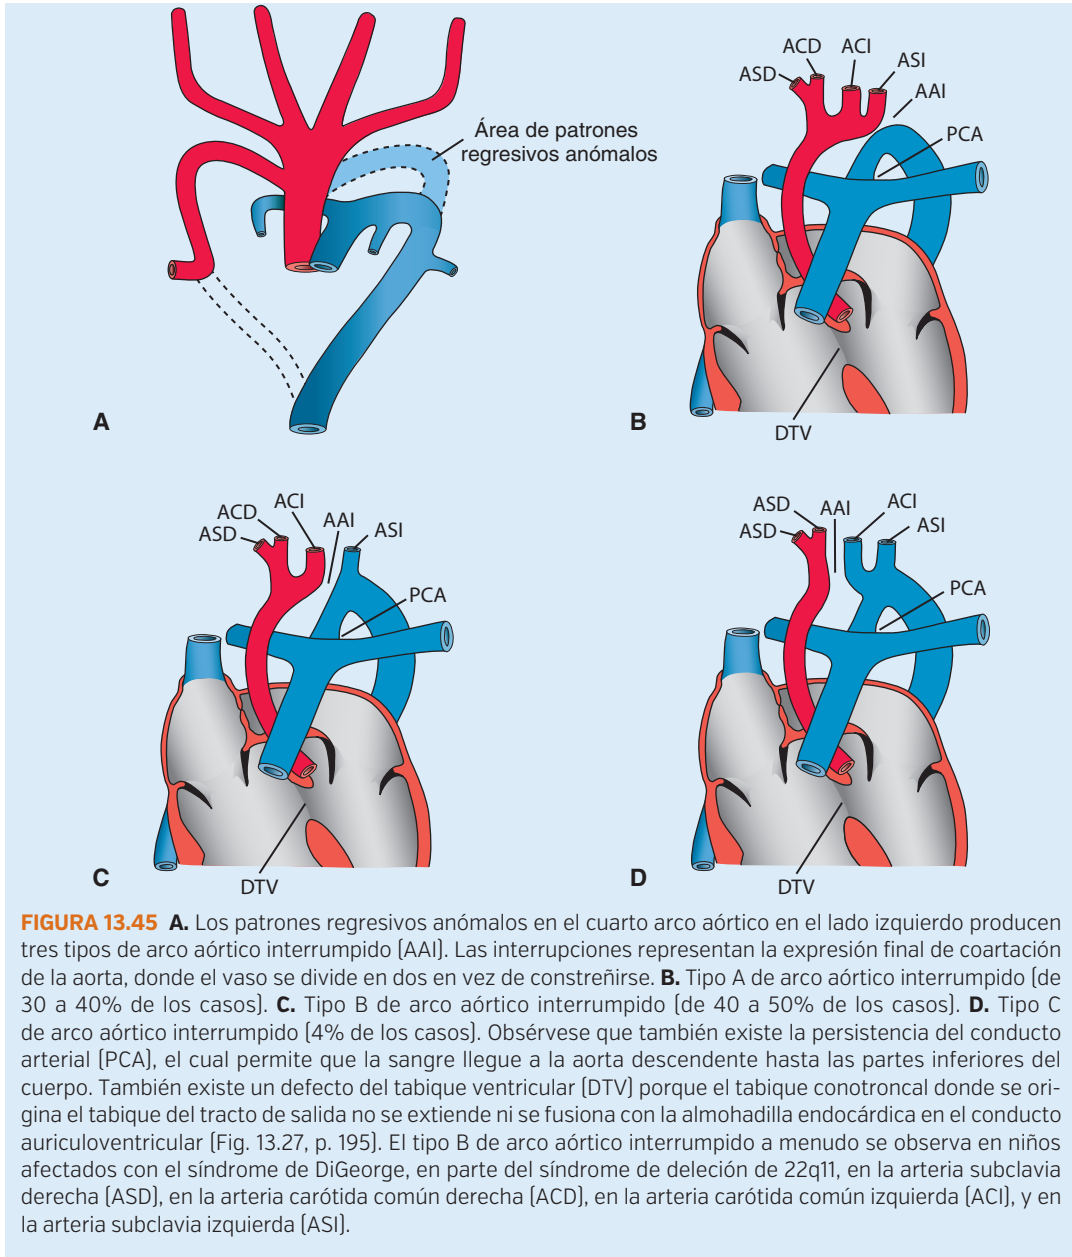 Área de patrones
regresivos anómalos
A
ASD
ACD
ACI
ASI
AAI
PCA
DTV
B
ASD
ACD
ACI
AAI
ASI
PCA
DTV
C
ASD
ASD
AAI
ACI
ASI
PCA
DTV
D
FIGURA 13.45 A. Los patrones regresivos anómalos en el cuarto arco aórtico en el lado izquierdo producen
tres tipos de arco aórtico interrumpido (AAI). Las interrupciones representan la expresión final de coartación
de la aorta, donde el vaso se divide en dos en vez de constreñirse. B. Tipo A de arco aórtico interrumpido (de
30 a 40% de los casos). C. Tipo B de arco aórtico interrumpido (de 40 a 50% de los casos). D. Tipo C
de arco aórtico interrumpido (4% de los casos). Obsérvese que también existe la persistencia del conducto
arterial (PCA), el cual permite que la sangre llegue a la aorta descendente hasta las partes inferiores del
cuerpo. También existe un defecto del tabique ventricular (DTV) porque el tabique conotroncal donde se ori-
gina el tabique del tracto de salida no se extiende ni se fusiona con la almohadilla endocárdica en el conducto
auriculoventricular (Fig. 13.27, p. 195). El tipo B de arco aórtico interrumpido a menudo se observa en niños
afectados con el síndrome de DiGeorge, en parte del síndrome de deleción de 22q11, en la arteria subclavia
derecha (ASD), en la arteria carótida común derecha (ACD), en la arteria carótida común izquierda (ACI), y en
la arteria subclavia izquierda (ASI).